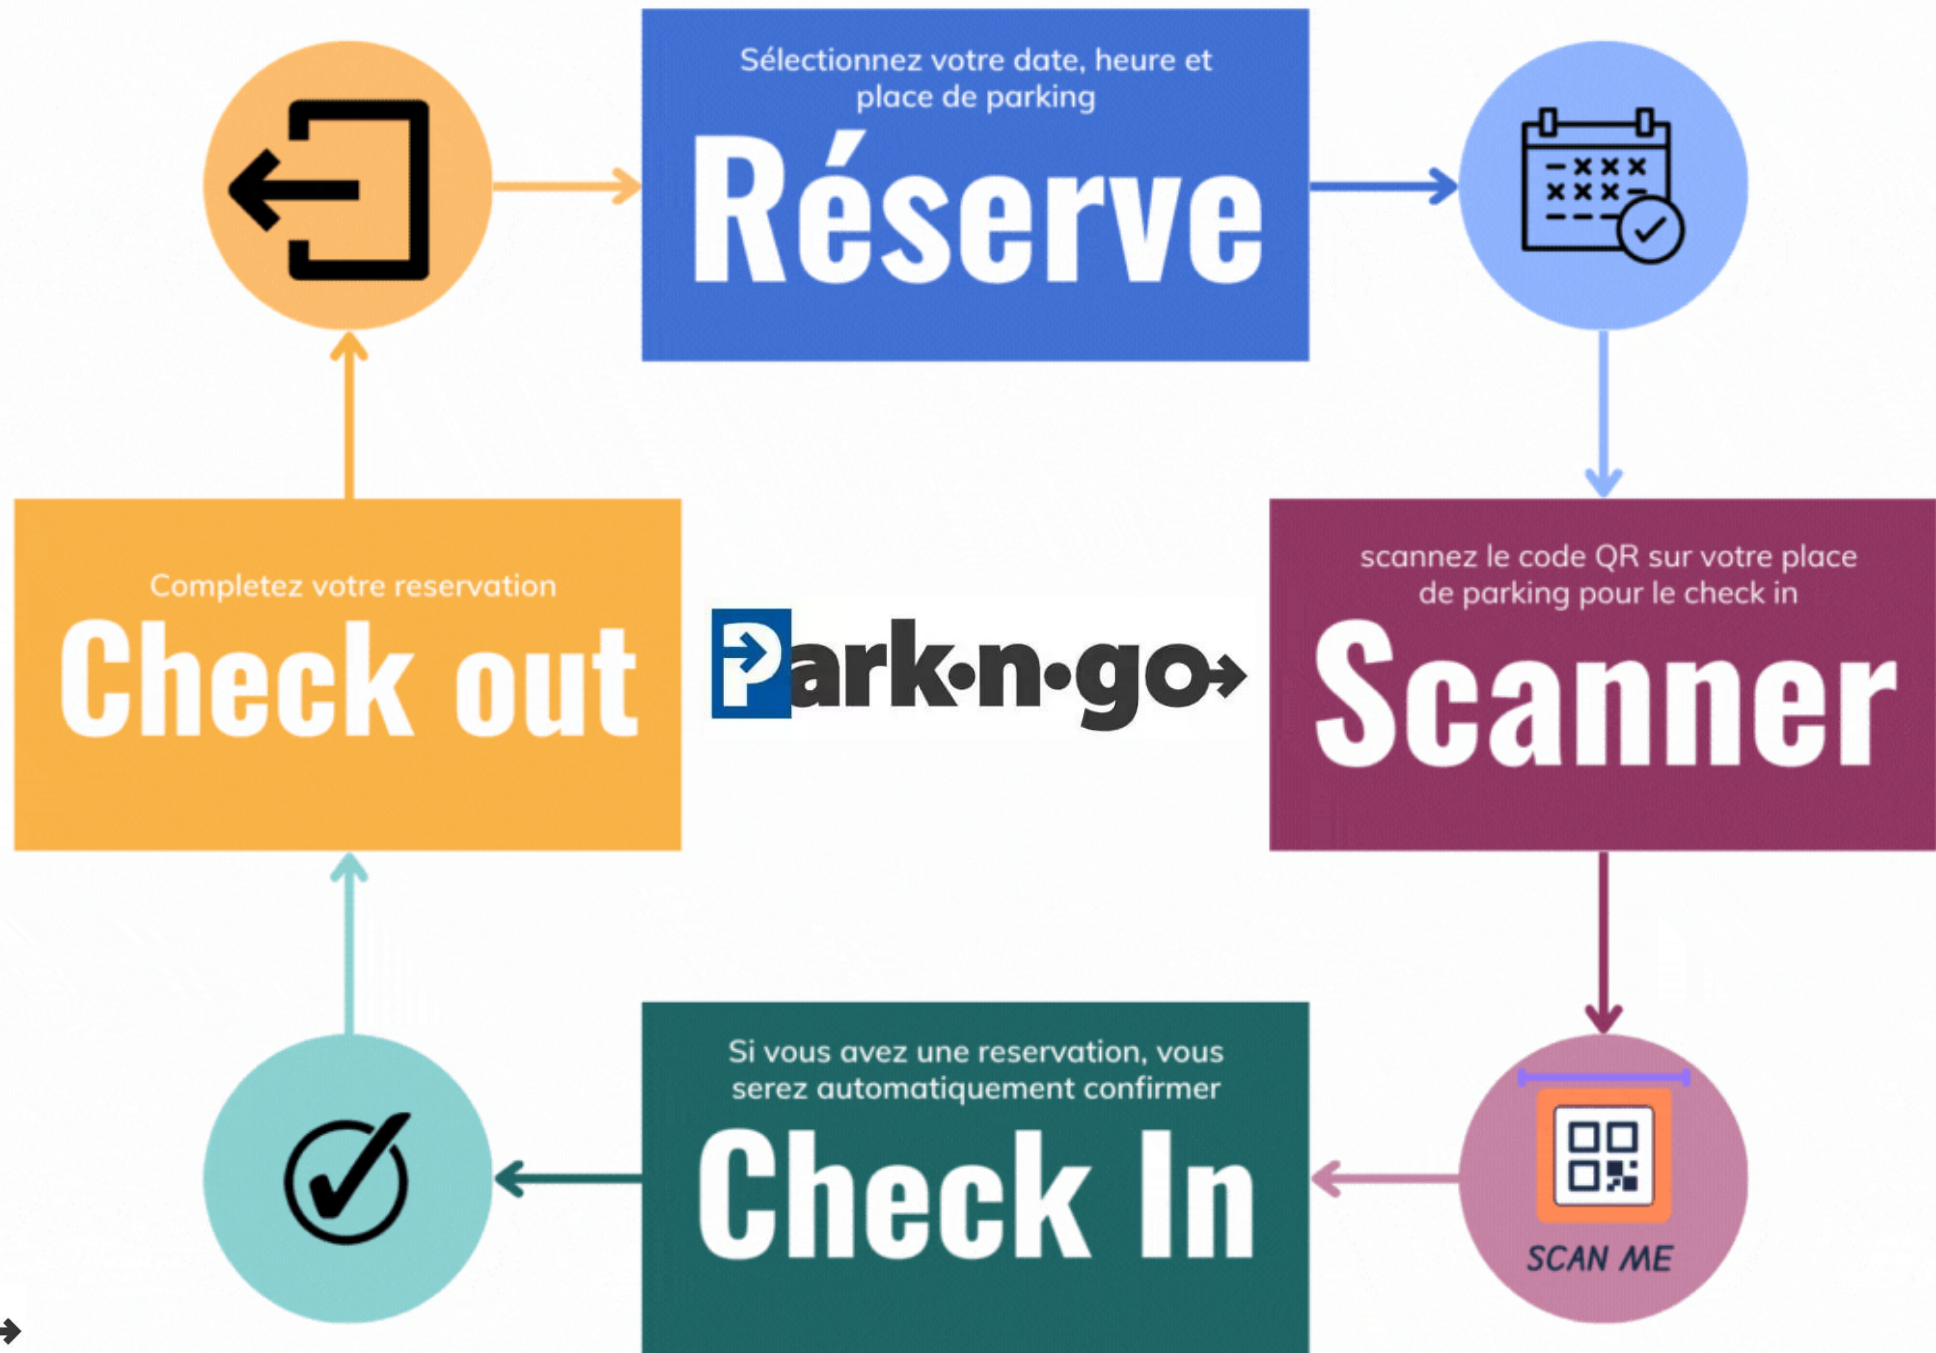 Sélectionnez votre date, heure et
place de parking
Réserve
Completez votre reservation
Check out
Park•n•go
scannez le code QR sur votre place
de parking pour le check in
Scanner
Si vous avez une reservation, vous
serez automatiquement confirmer
Check In
SCAN ME